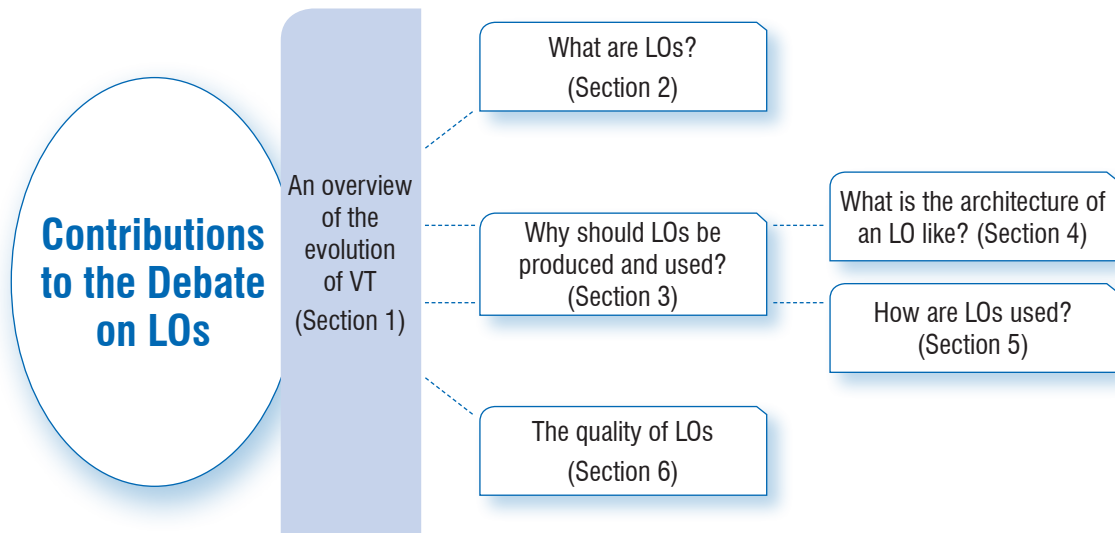 Contributions
to the Debate
on LOs
An overview
of the
evolution
of VT
(Section 1)
What are LOs?
(Section 2)
Why should LOs be
produced and used?
(Section 3)
What is the architecture of
an LO like? (Section 4)
How are LOs used?
(Section 5)
The quality of LOs
(Section 6)